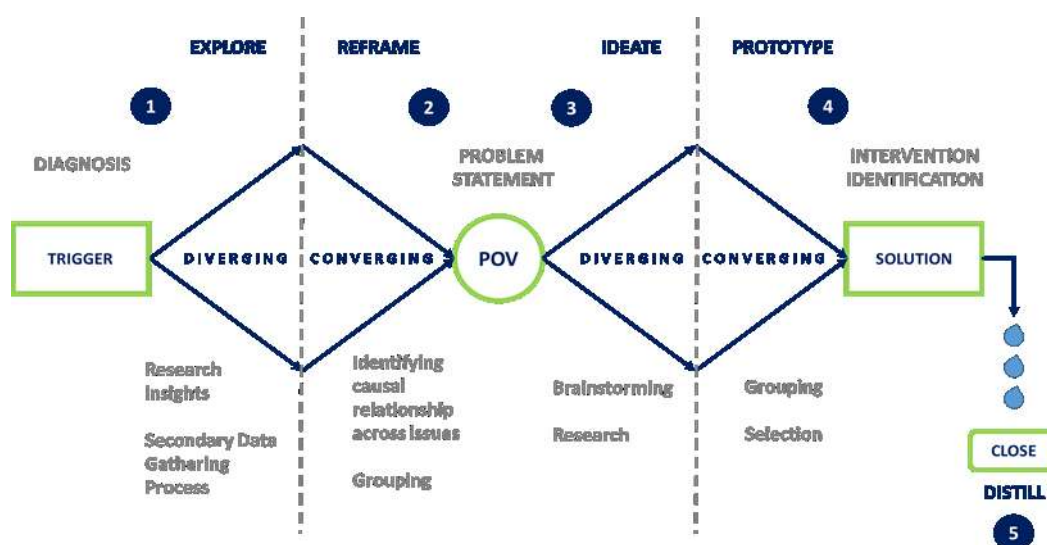 EXPLORE
REFRAME
IDEATE
PROTOTYPE
1
2
3
4
DIAGNOSIS
PROBLEM
STATEMENT
INTERVENTION
IDENTIFICATION
TRIGGER
DIVERGING
CONVERGING
POV
DIVERGING
CONVERGING
SOLUTION
Research
Insights
Secondary Data
Gathering
Process
Identifying
causal
relationship
across issues
Grouping
Brainstorming
Research
Grouping
Selection
CLOSE
DISTILL
5